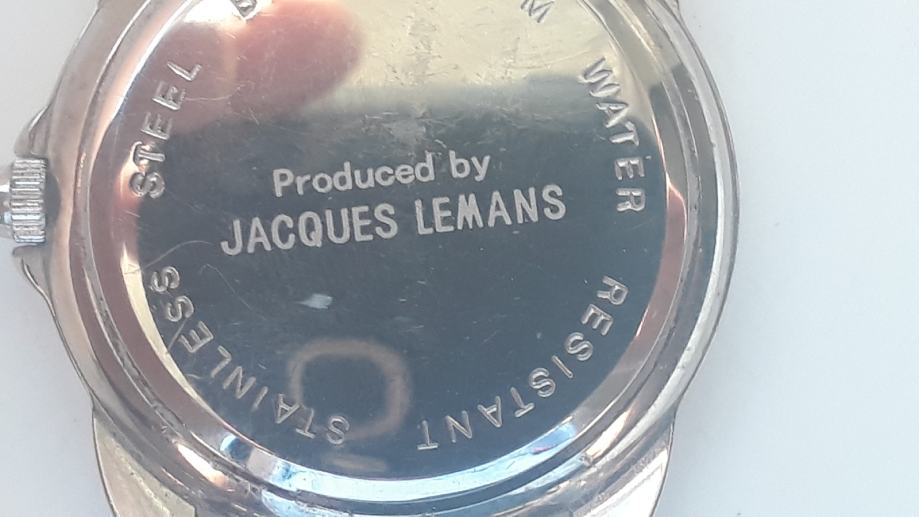 Produced by
JACQUES LEMANS
WATER RESISTANT
STAINLESS STEEL